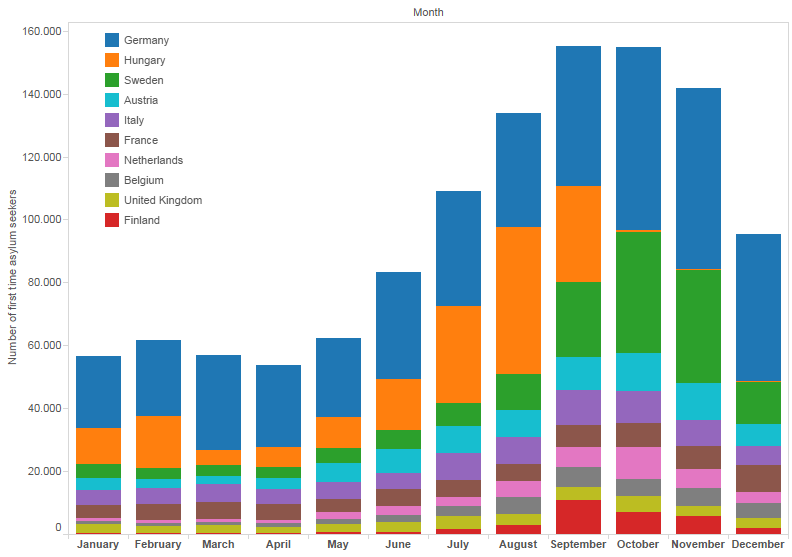 Month
160.000
140.000
120.000
100.000
80.000
60.000
40.000
20.000
0
Number of first time asylum seekers
Germany
Hungary
Sweden
Austria
Italy
France
Netherlands
Belgium
United Kingdom
Finland
January February March April May June July August September October November December